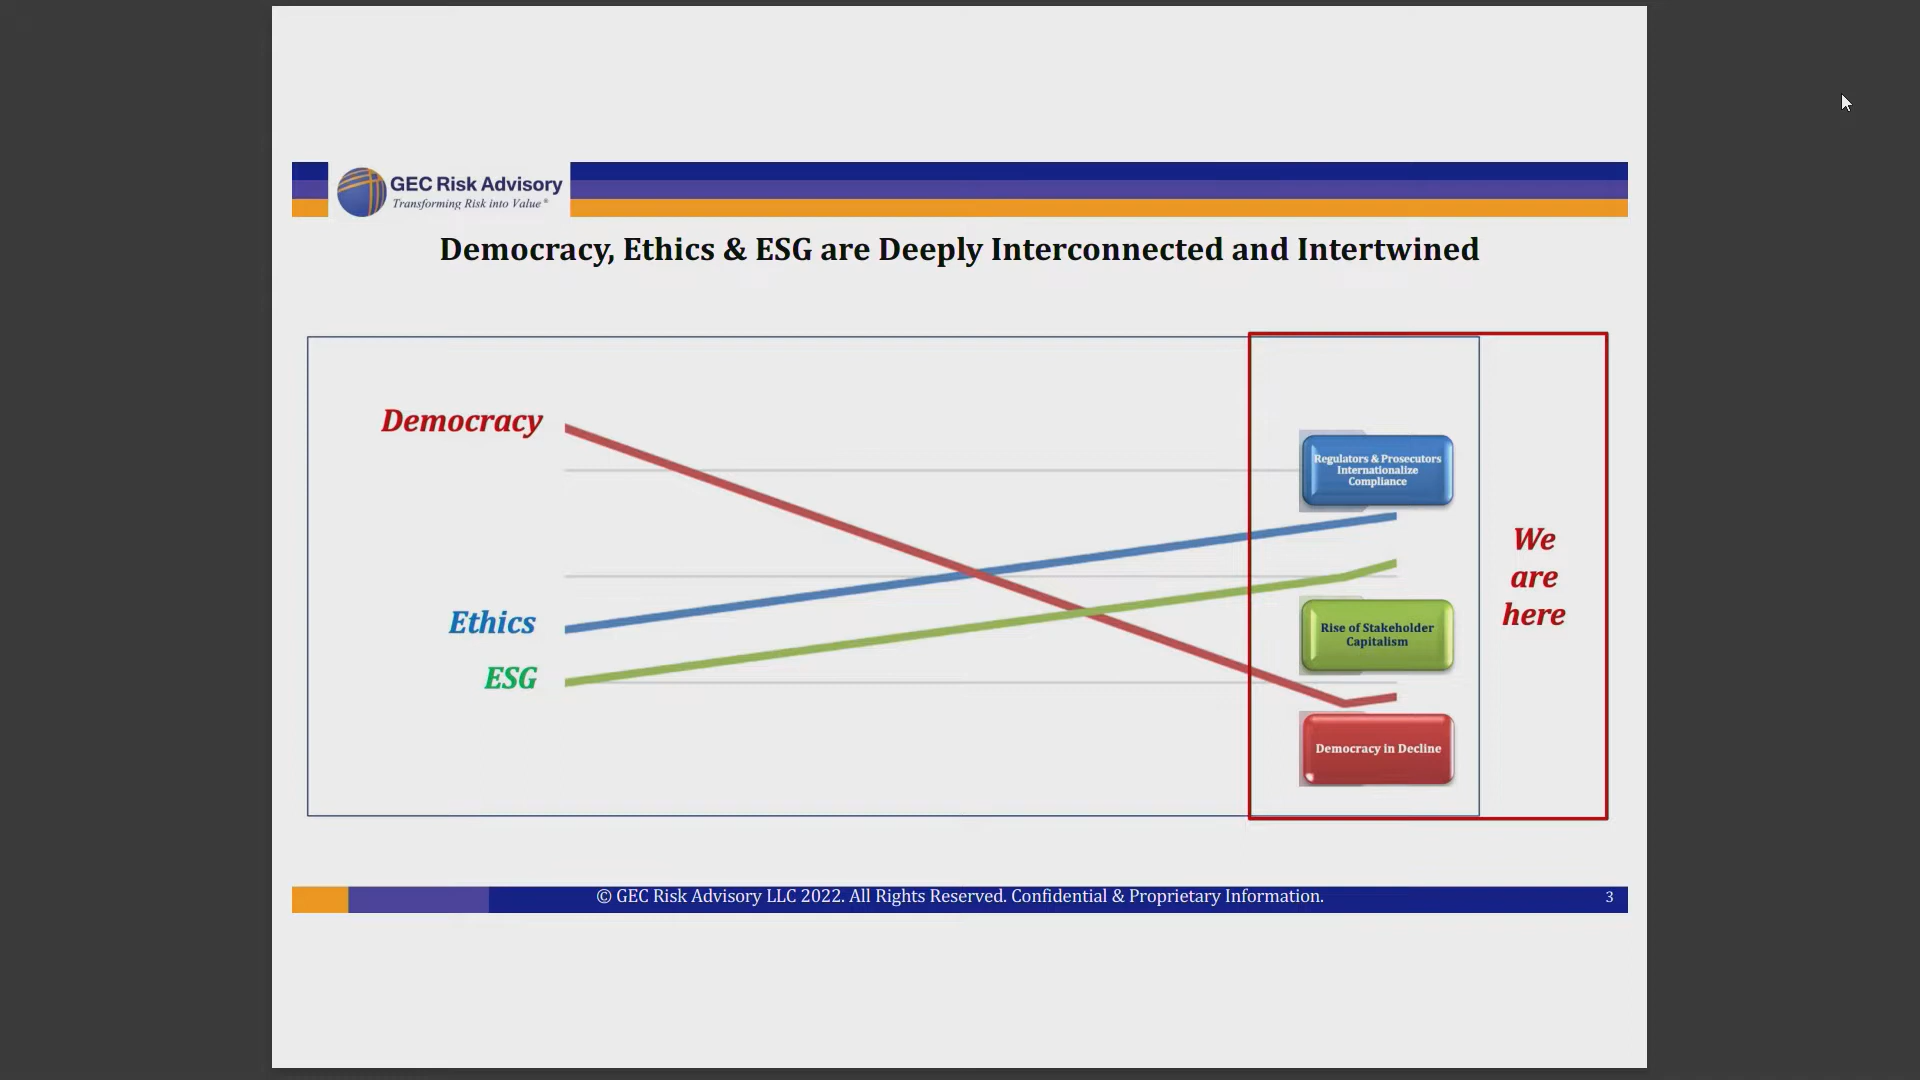 GEC Risk Advisory
Transforming Risk into Value®
Democracy, Ethics & ESG are Deeply Interconnected and Intertwined
Democracy
Ethics
ESG
Regulators & Prosecutors
Internationalize
Compliance
Rise of Stakeholder
Capitalism
Democracy in Decline
We
are
here
© GEC Risk Advisory LLC 2022. All Rights Reserved. Confidential & Proprietary Information.
3